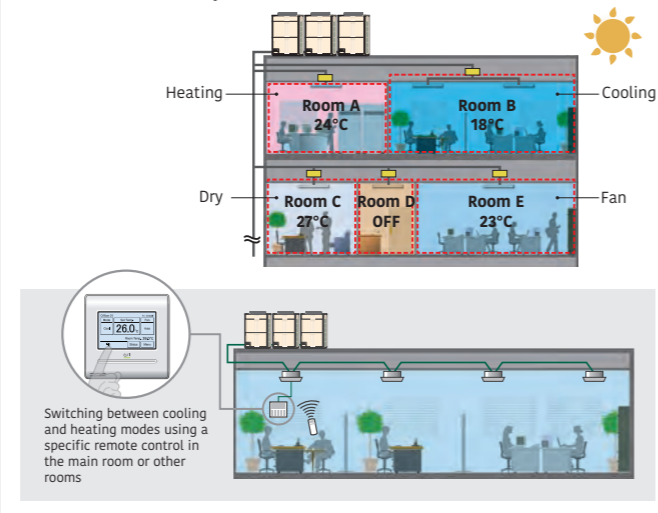 Heating
Room A
24°C
Room B
18°C
Cooling
Dry
Room C
27°C
Room D
OFF
Room E
23°C
Fan
26.0
Switching between cooling
and heating modes using a
specific remote control in
the main room or other
rooms